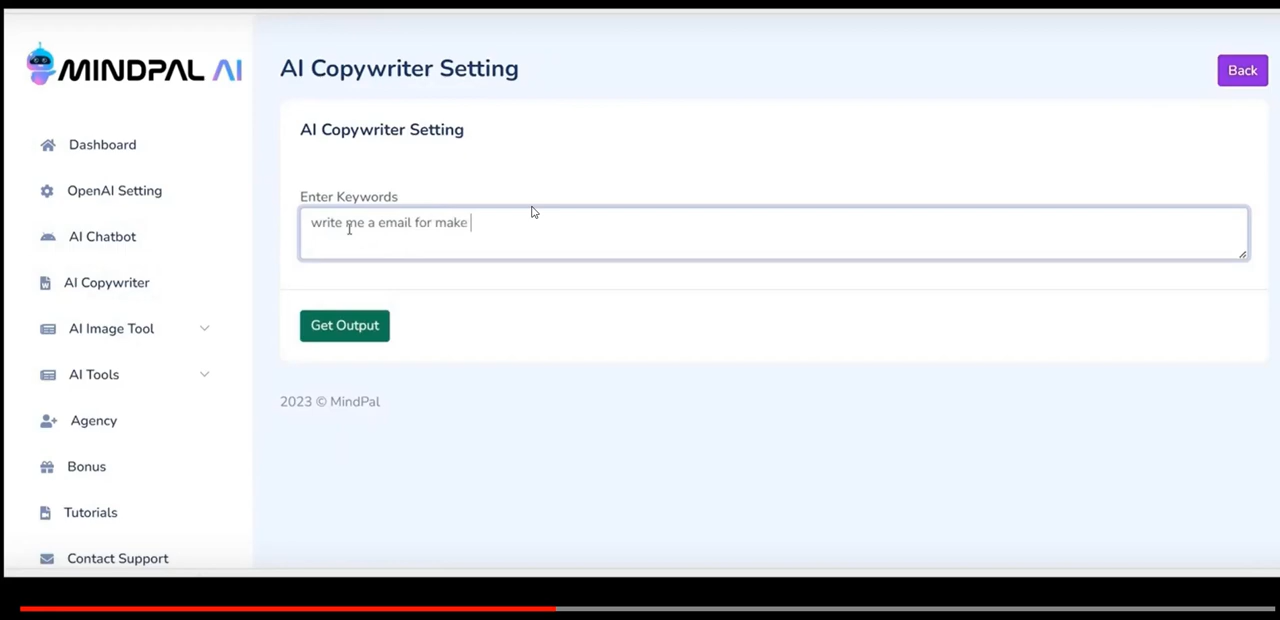 MINDPAL AI
Dashboard
OpenAI Setting
AI Chatbot
AI Copywriter
AI Image Tool
AI Tools
Agency
Bonus
Tutorials
Contact Support
AI Copywriter Setting
Back
AI Copywriter Setting
Enter Keywords
write me a email for make
Get Output
2023 © MindPal